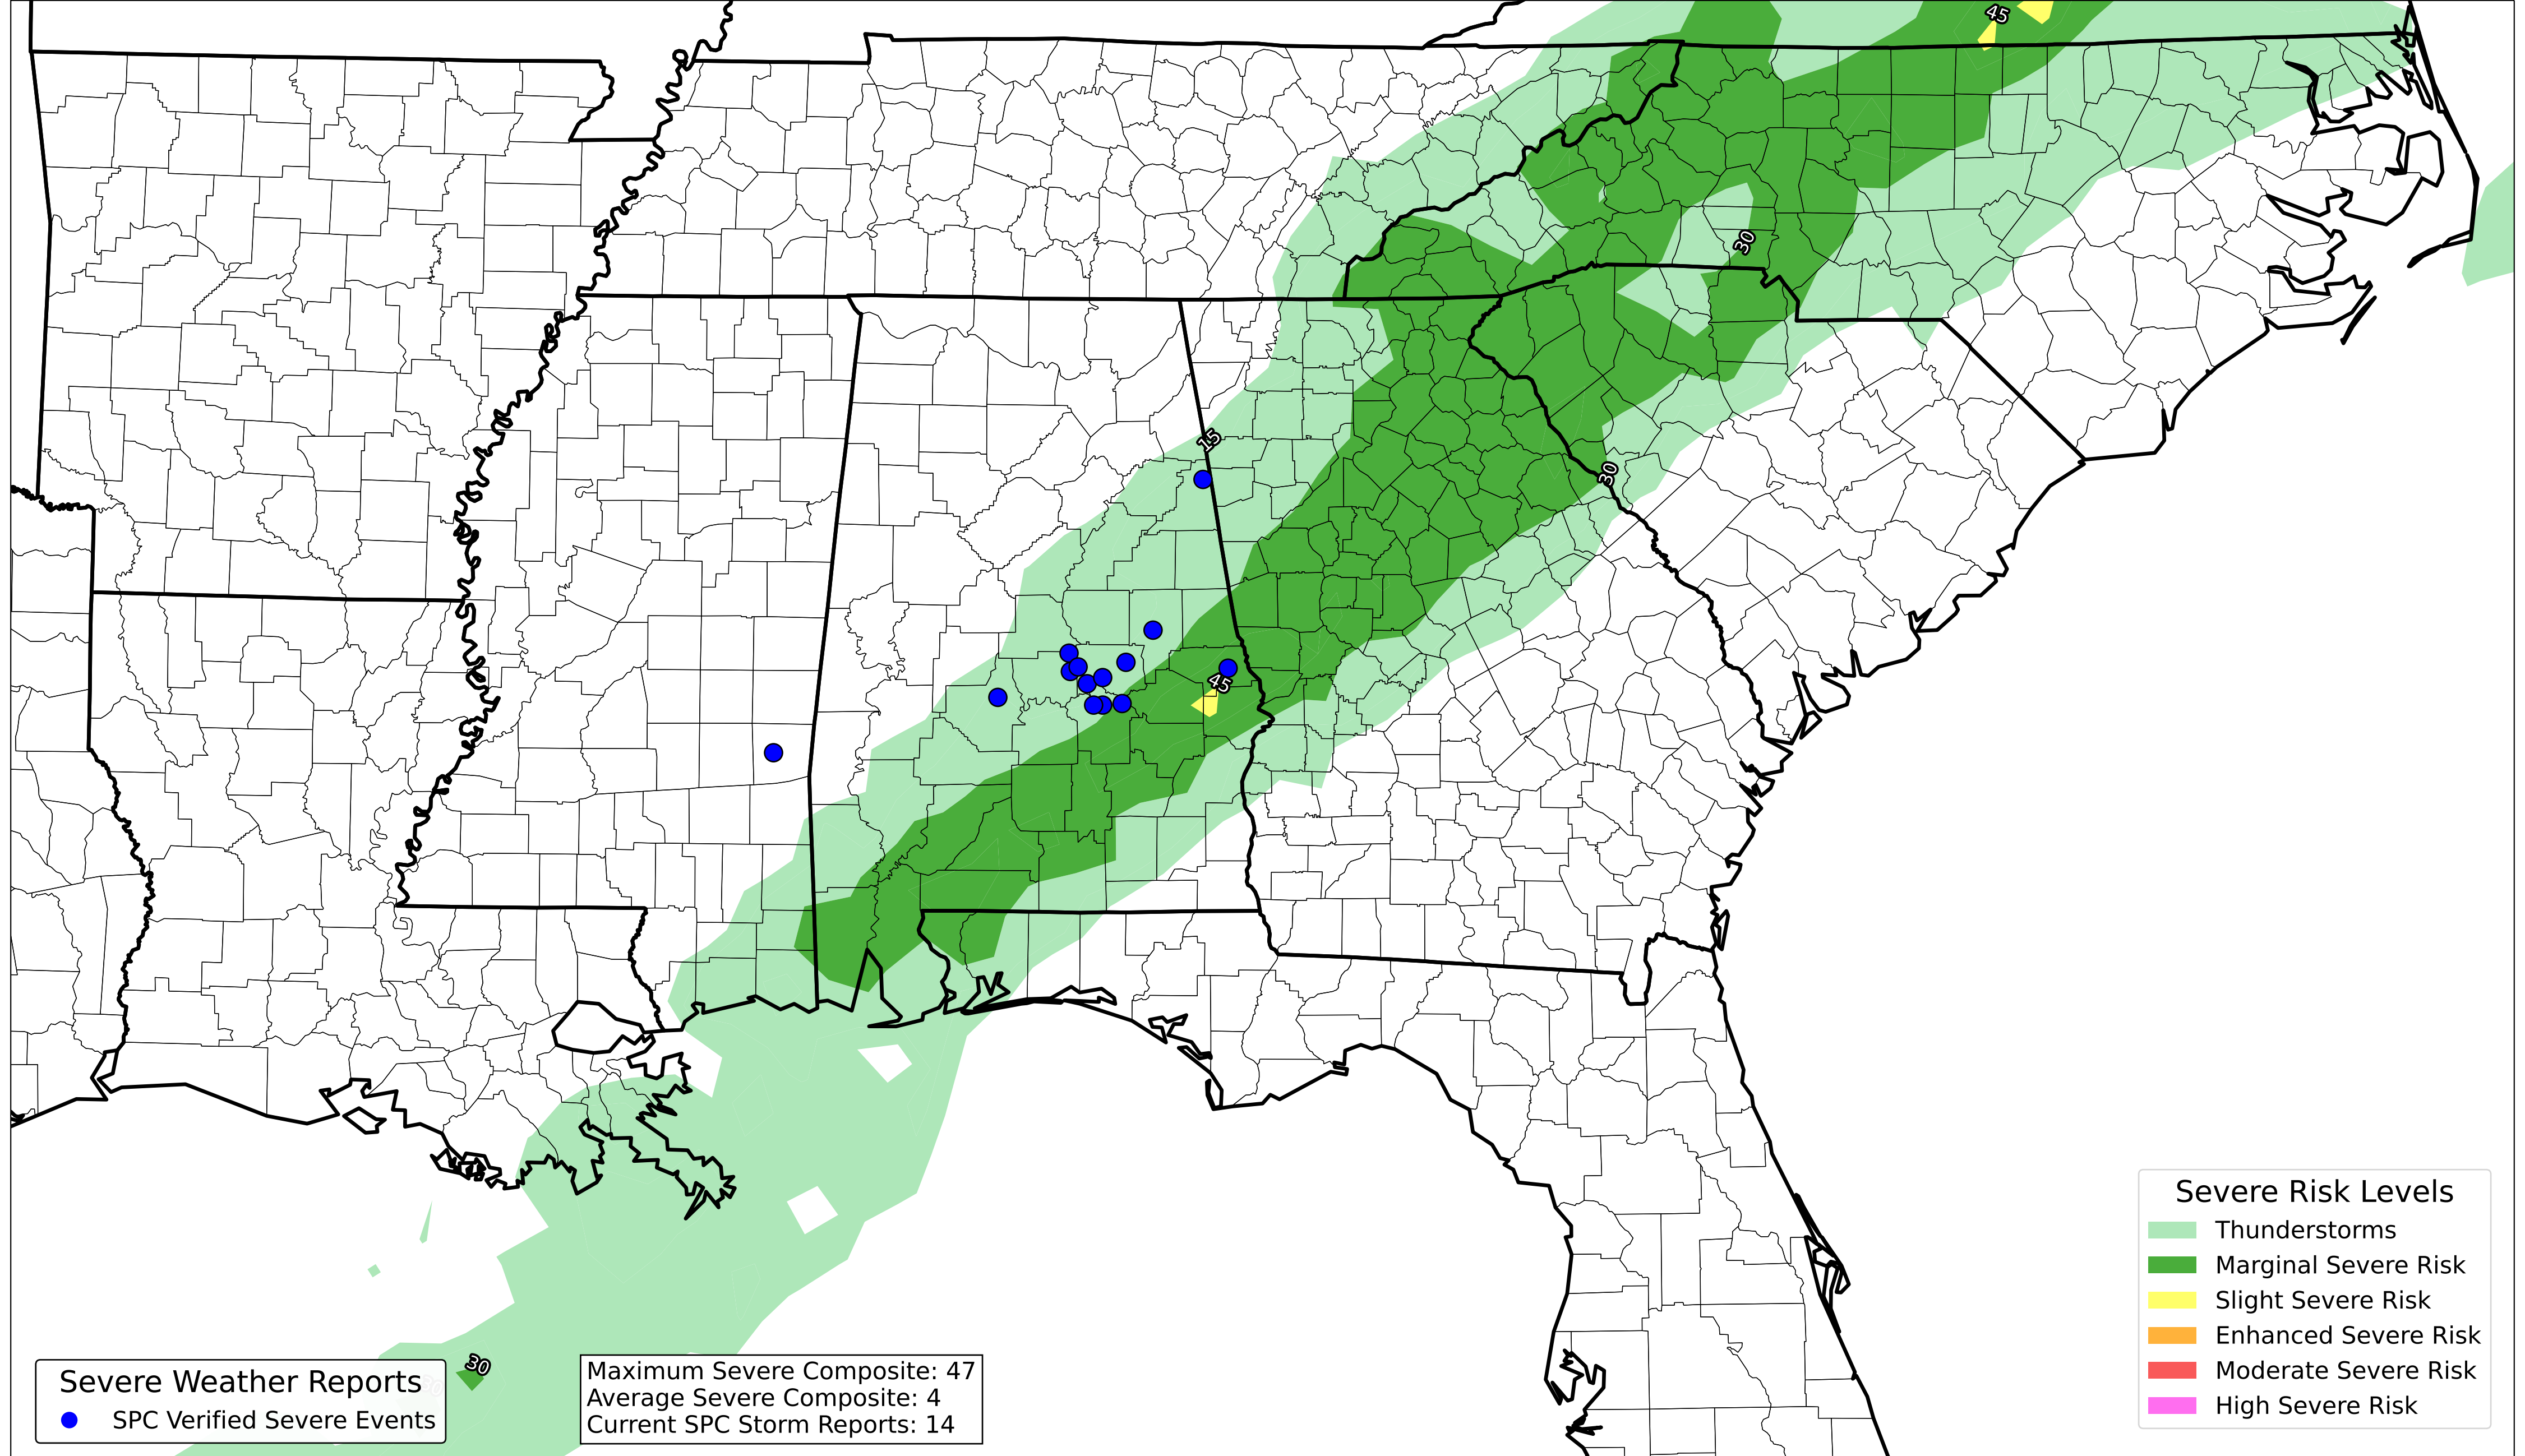 45
30
15
30
45
30
Severe Weather Reports
SPC Verified Severe Events
Maximum Severe Composite: 47
Average Severe Composite: 4
Current SPC Storm Reports: 14
Severe Risk Levels
Thunderstorms
Marginal Severe Risk
Slight Severe Risk
Enhanced Severe Risk
Moderate Severe Risk
High Severe Risk